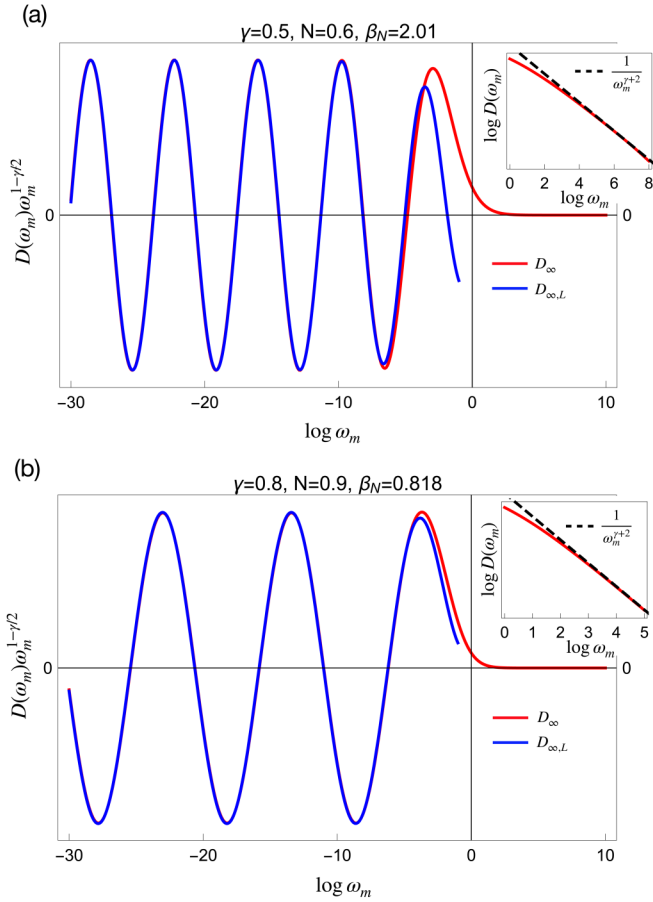 (a)
γ=0.5, N=0.6, β_N=2.01
D(ω_m)ω_m^{1-γ/2}
0
0
−30
−20
−10
0
10
log ω_m
D_∞
D_{∞,L}
log D(ω_m)
1/ω_m^{γ+2}
0 2 4 6 8
log ω_m
(b)
γ=0.8, N=0.9, β_N=0.818
D(ω_m)ω_m^{1-γ/2}
0
0
−30
−20
−10
0
10
log ω_m
D_∞
D_{∞,L}
log D(ω_m)
1/ω_m^{γ+2}
0 1 2 3 4 5
log ω_m